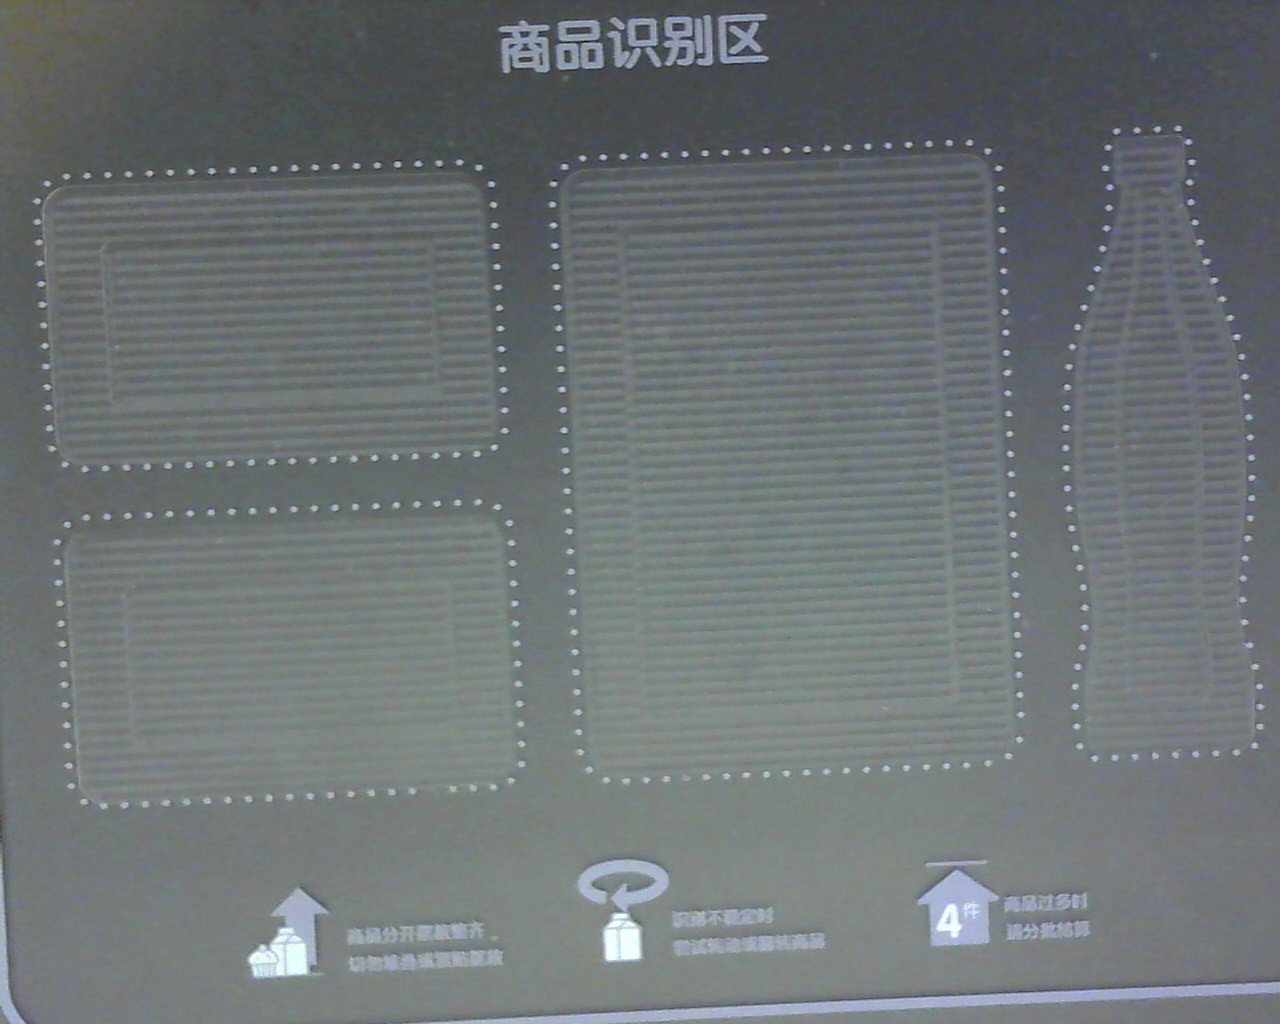 商品识别区
商品分开摆放整齐，
切勿堆叠或紧贴摆放
识别不稳定时
尝试转动或翻转商品
4件
商品过多时
请分批结算